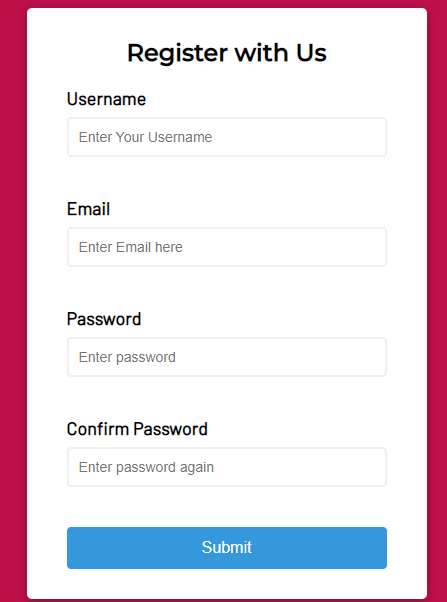 Register with Us
Username
Enter Your Username
Email
Enter Email here
Password
Enter password
Confirm Password
Enter password again
Submit